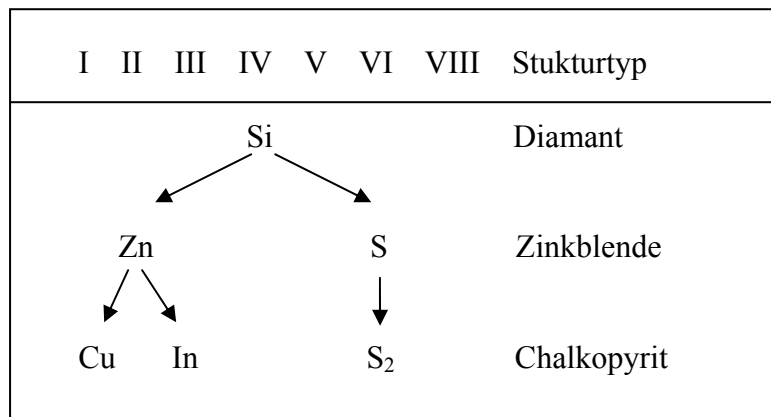 I II III IV V VI VIII Stukturtyp
Si Diamant
Zn S Zinkblende
Cu In S₂ Chalkopyrit